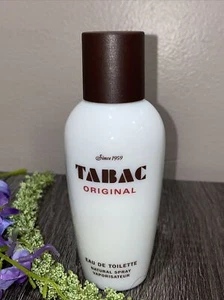 Since 1959
TABAC
ORIGINAL
EAU DE TOILETTE
NATURAL SPRAY
VAPORISATEUR